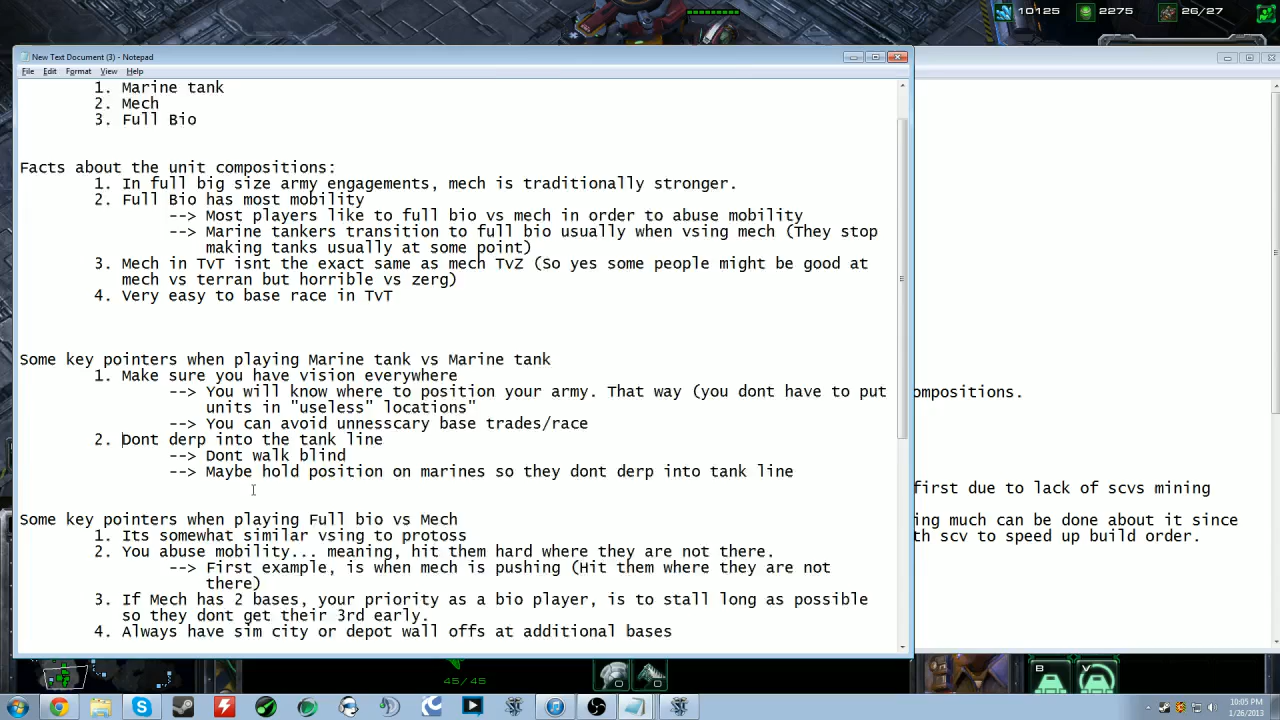 10125 2275 26/27
New Text Document (3) - Notepad
File Edit Format View Help
1. Marine tank
2. Mech
3. Full Bio
Facts about the unit compositions:
1. In full big size army engagements, mech is traditionally stronger.
2. Full Bio has most mobility
--> Most players like to full bio vs mech in order to abuse mobility
--> Marine tankers transition to full bio usually when vsing mech (They stop
making tanks usually at some point)
3. Mech in TvT isnt the exact same as mech TvZ (So yes some people might be good at
mech vs terran but horrible vs zerg)
4. Very easy to base race in TvT
Some key pointers when playing Marine tank vs Marine tank
1. Make sure you have vision everywhere
--> You will know where to position your army. That way (you dont have to put
units in "useless" locations"
--> You can avoid unnesscary base trades/race
2. Dont derp into the tank line
--> Dont walk blind
--> Maybe hold position on marines so they dont derp into tank line
Some key pointers when playing Full bio vs Mech
1. Its somewhat similar vsing to protoss
2. You abuse mobility... meaning, hit them hard where they are not there.
--> First example, is when mech is pushing (Hit them where they are not
there)
3. If Mech has 2 bases, your priority as a bio player, is to stall long as possible
so they dont get their 3rd early.
4. Always have sim city or depot wall offs at additional bases
ompositions.
first due to lack of scvs mining
ing much can be done about it since
th scv to speed up build order.
45/45
B V
10:05 PM
1/26/2013